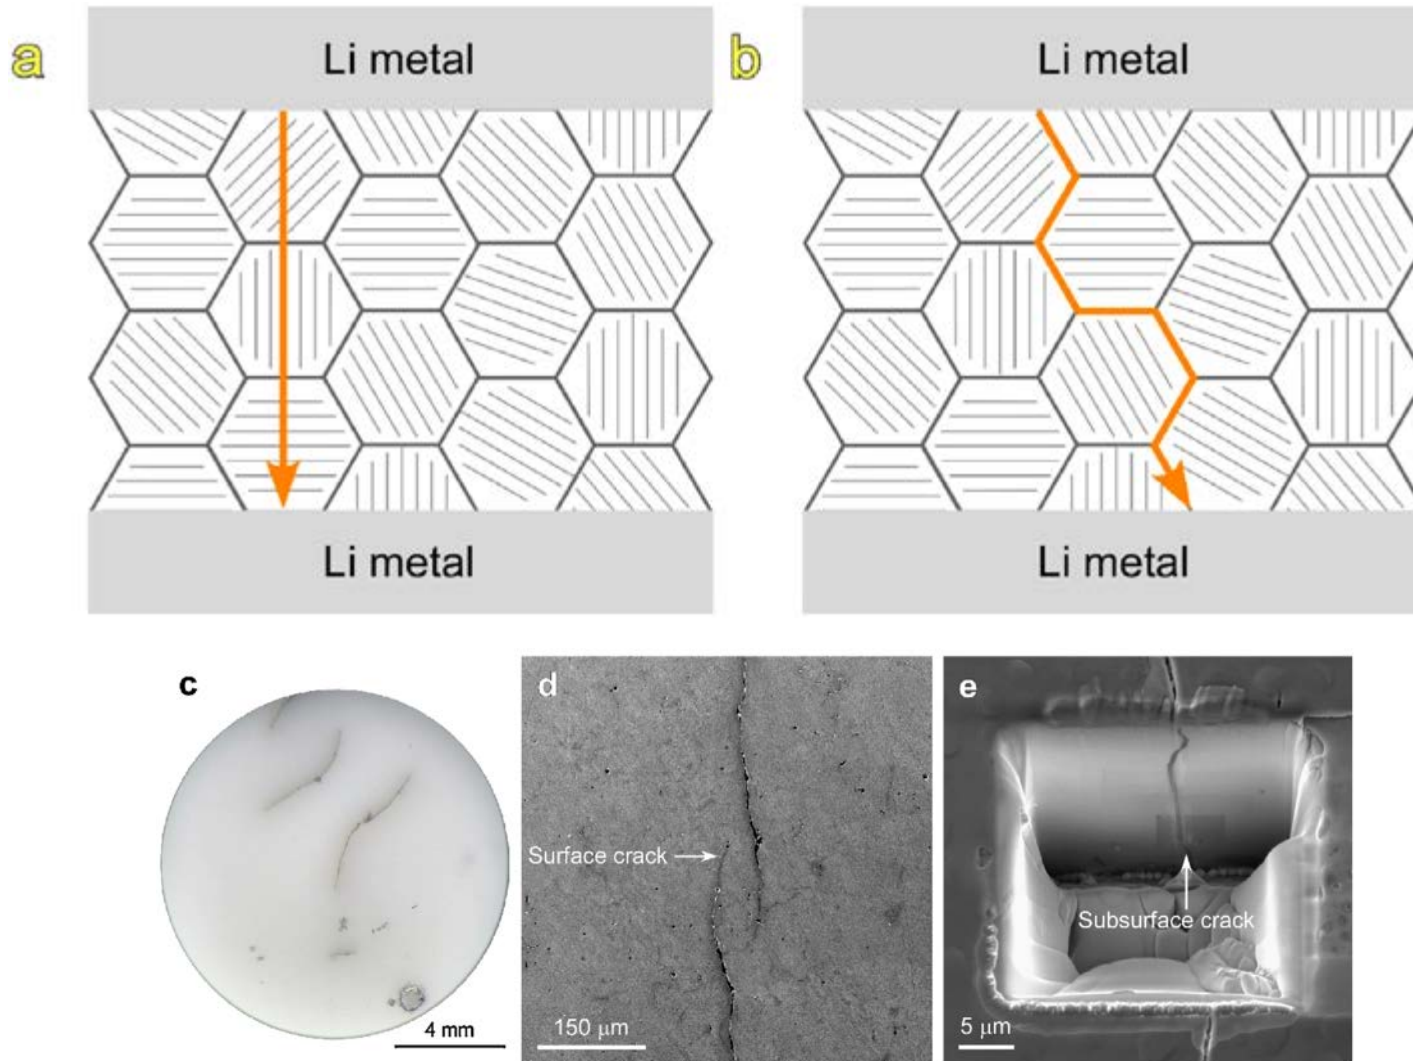 a
Li metal
b
Li metal
Li metal
Li metal
c
4 mm
d
Surface crack
150 μm
e
Subsurface crack
5 μm